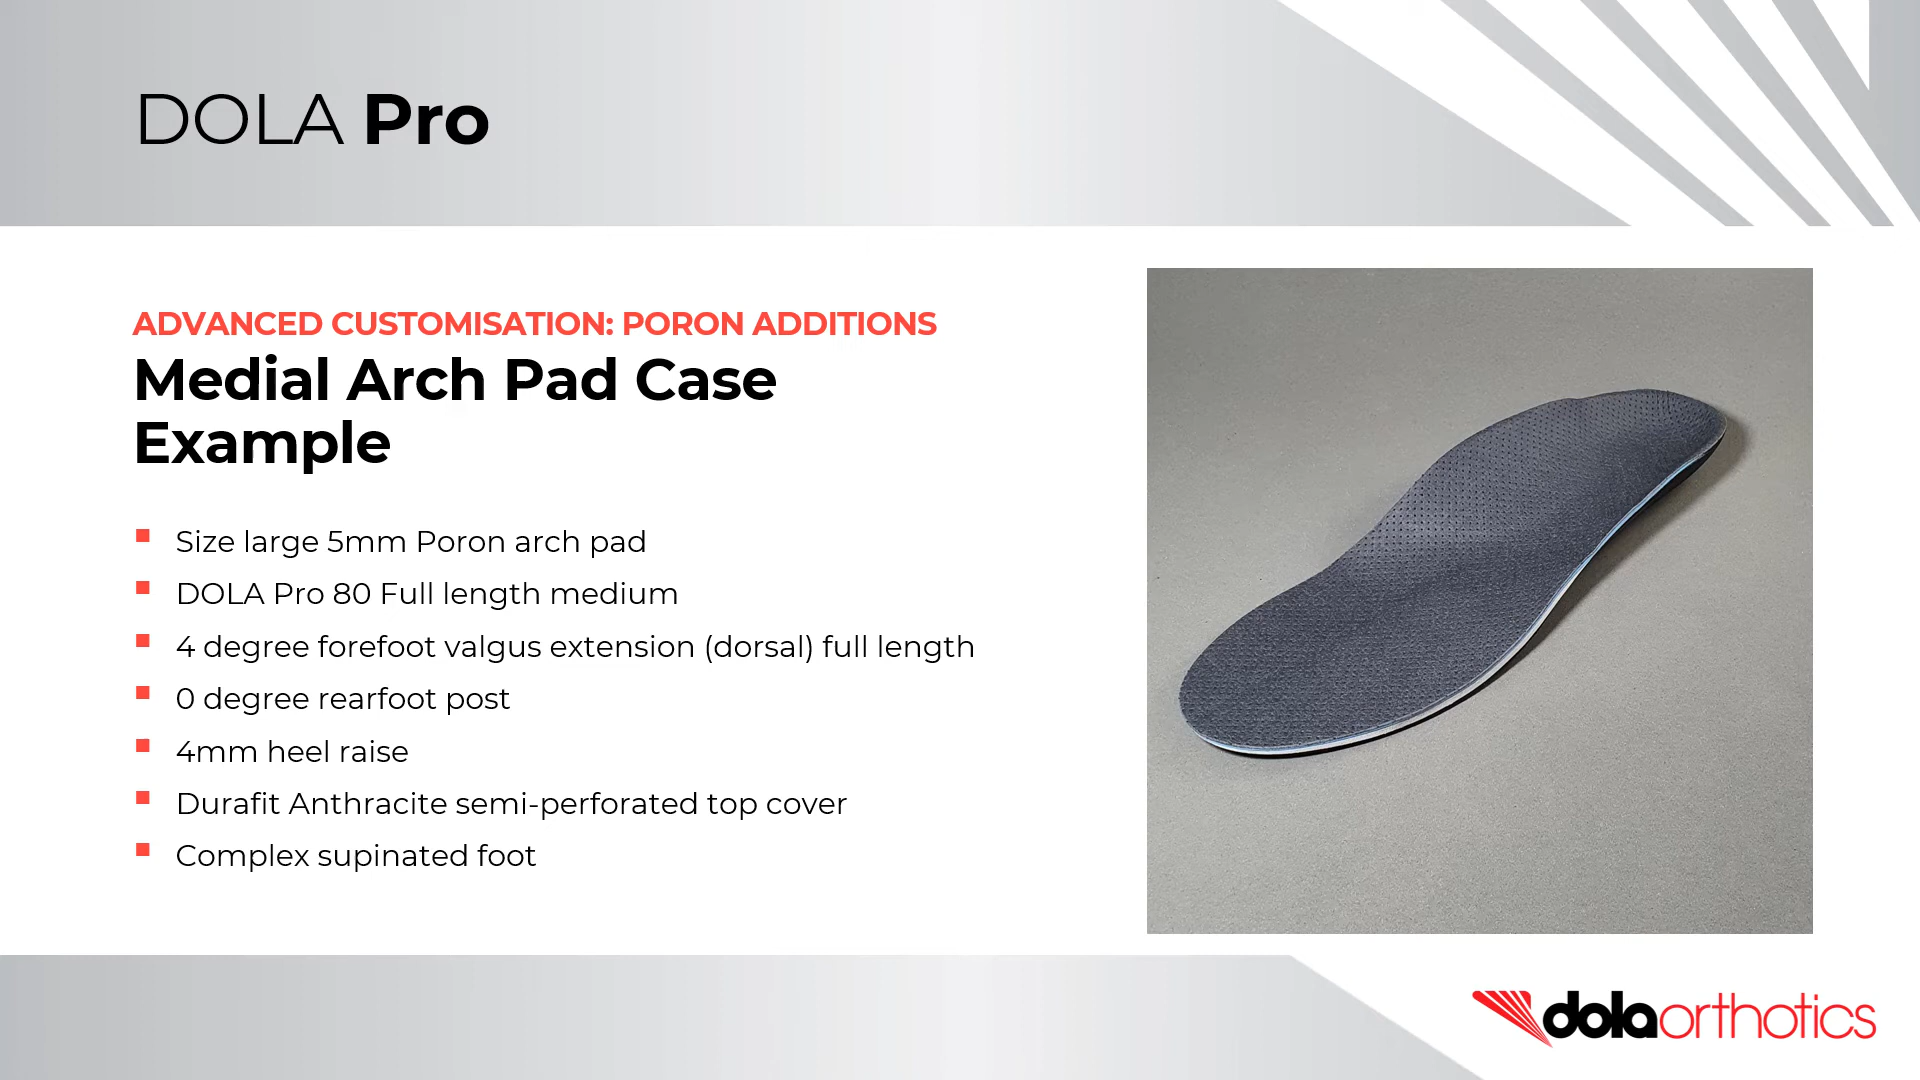 DOLA Pro
ADVANCED CUSTOMISATION: PORON ADDITIONS
Medial Arch Pad Case
Example
Size large 5mm Poron arch pad
DOLA Pro 80 Full length medium
4 degree forefoot valgus extension (dorsal) full length
0 degree rearfoot post
4mm heel raise
Durafit Anthracite semi-perforated top cover
Complex supinated foot
dolaorthotics